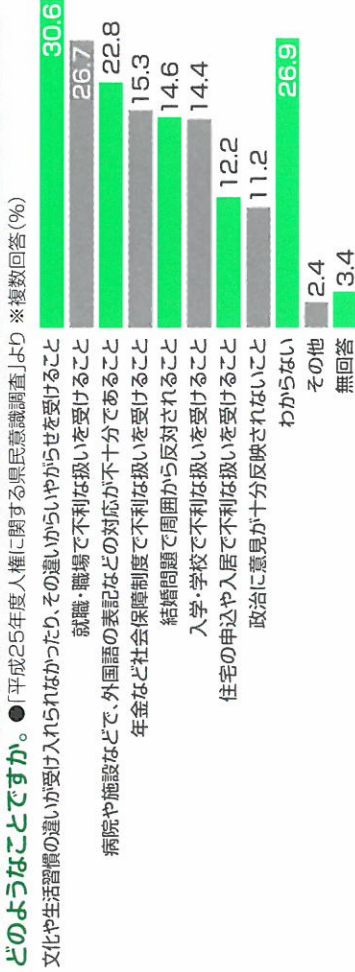 どのようなことですか。 ●「平成25年度人権に関する県民意識調査」より ※複数回答(%)
文化や生活習慣の違いが受け入れられなかったり、その違いからいやがらせを受けること 30.6
就職・職場で不利な扱いを受けること 26.7
病院や施設などで、外国語の表記などの対応が不十分であること 22.8
年金など社会保障制度で不利な扱いを受けること 15.3
結婚問題で周囲から反対されること 14.6
入学・学校で不利な扱いを受けること 14.4
住宅の申込や入居で不利な扱いを受けること 12.2
政治に意見が十分反映されないこと 11.2
わからない 26.9
その他 2.4
無回答 3.4